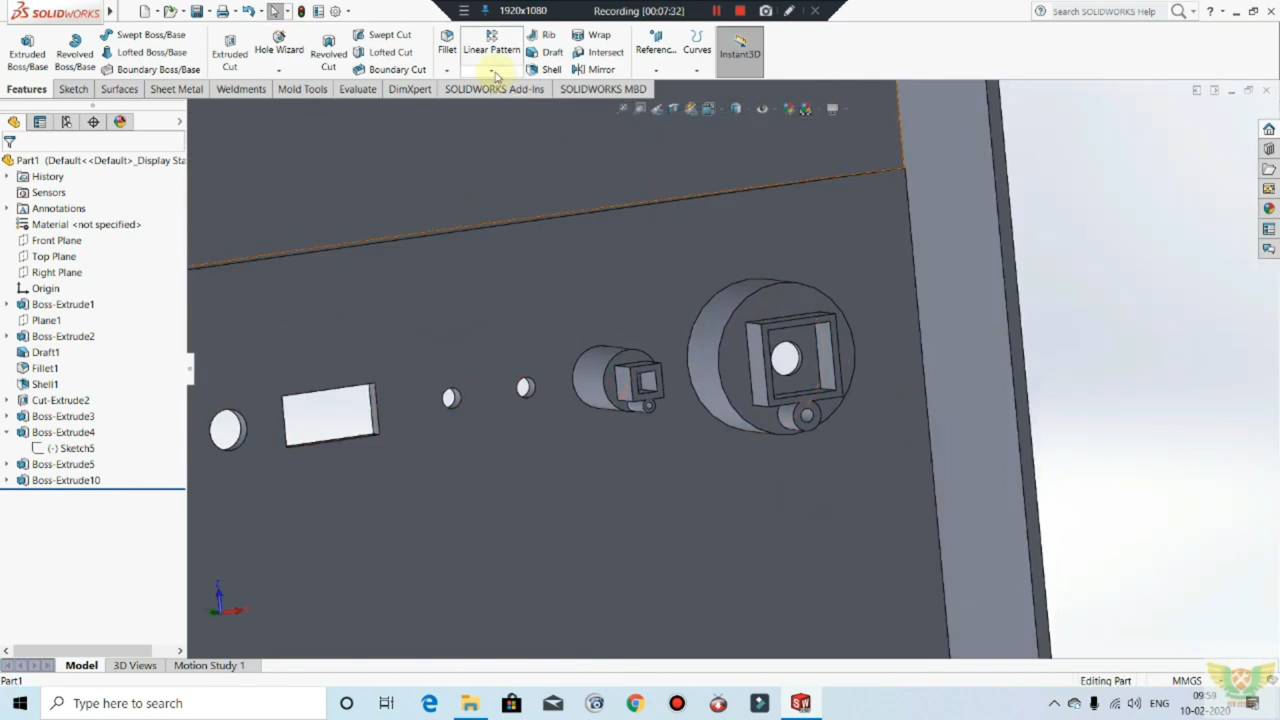 SOLIDWORKS
1920x1080
Recording [00:07:32]
Search SOLIDWORKS Help
Extruded Boss/Base
Revolved Boss/Base
Swept Boss/Base
Lofted Boss/Base
Boundary Boss/Base
Extruded Cut
Hole Wizard
Revolved Cut
Swept Cut
Lofted Cut
Boundary Cut
Fillet
Linear Pattern
Rib
Draft
Shell
Wrap
Intersect
Mirror
Referenc...
Curves
Instant3D
Features
Sketch
Surfaces
Sheet Metal
Weldments
Mold Tools
Evaluate
DimXpert
SOLIDWORKS Add-Ins
SOLIDWORKS MBD
Part1 (Default<<Default>_Display Sta
History
Sensors
Annotations
Material <not specified>
Front Plane
Top Plane
Right Plane
Origin
Boss-Extrude1
Plane1
Boss-Extrude2
Draft1
Fillet1
Shell1
Cut-Extrude2
Boss-Extrude3
Boss-Extrude4
(-) Sketch5
Boss-Extrude5
Boss-Extrude10
Model
3D Views
Motion Study 1
Part1
Editing Part
MMGS
Type here to search
ENG
09:59
10-02-2020